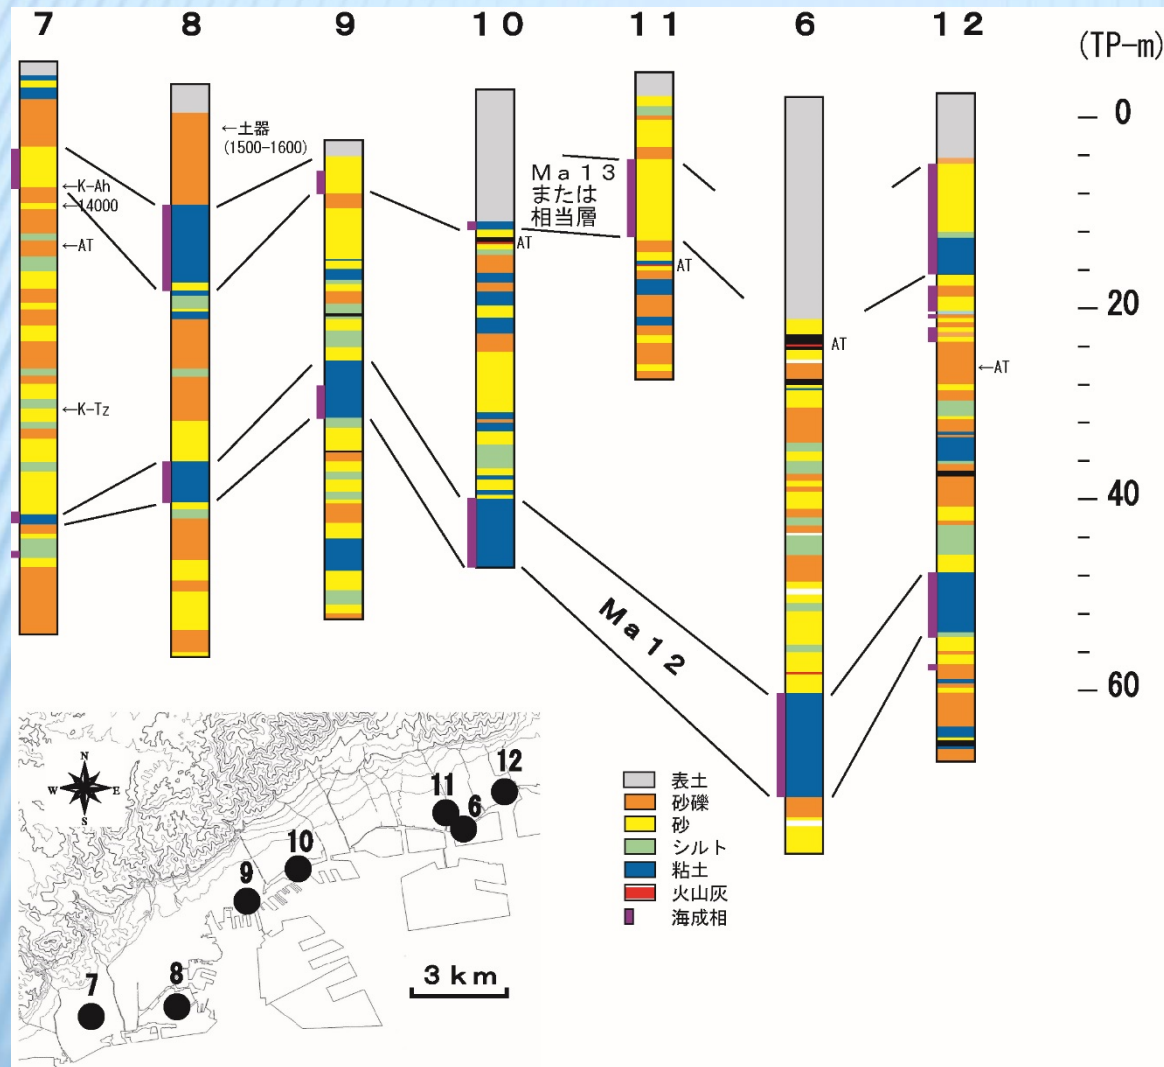 7 8 9 10 11 6 12
(TP-m)
0
←土器
(1500-1600)
Ma13
または
相当層
←K-Ah
←14000
←AT
AT
AT
20
AT
←AT
←K-Tz
40
Ma12
60
N
W E
S
12
11
6
10
9
8
7
3km
表土
砂礫
砂
シルト
粘土
火山灰
海成相